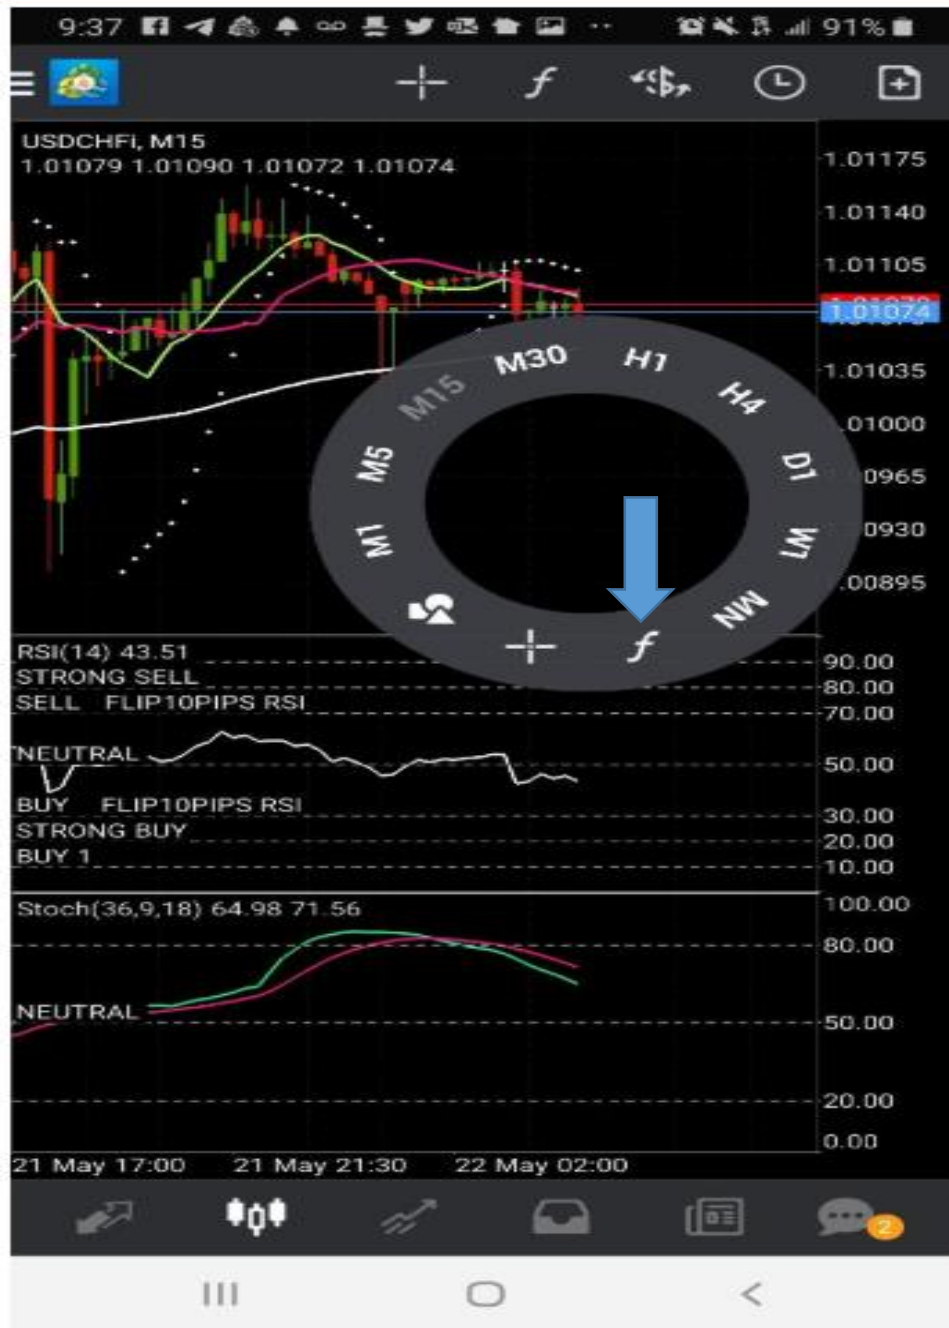 9:37 91%
f
USDCHFi, M15
1.01079 1.01090 1.01072 1.01074
1.01175
1.01140
1.01105
1.01074
1.01035
.01000
0965
0930
.00895
M30
H1
H4
D1
W1
MN
f
M1
M5
M15
RSI(14) 43.51
STRONG SELL
SELL FLIP10PIPS RSI
NEUTRAL
BUY FLIP10PIPS RSI
STRONG BUY
BUY 1
90.00
80.00
70.00
50.00
30.00
20.00
10.00
Stoch(36,9,18) 64.98 71.56
NEUTRAL
100.00
80.00
50.00
20.00
0.00
21 May 17:00 21 May 21:30 22 May 02:00
2